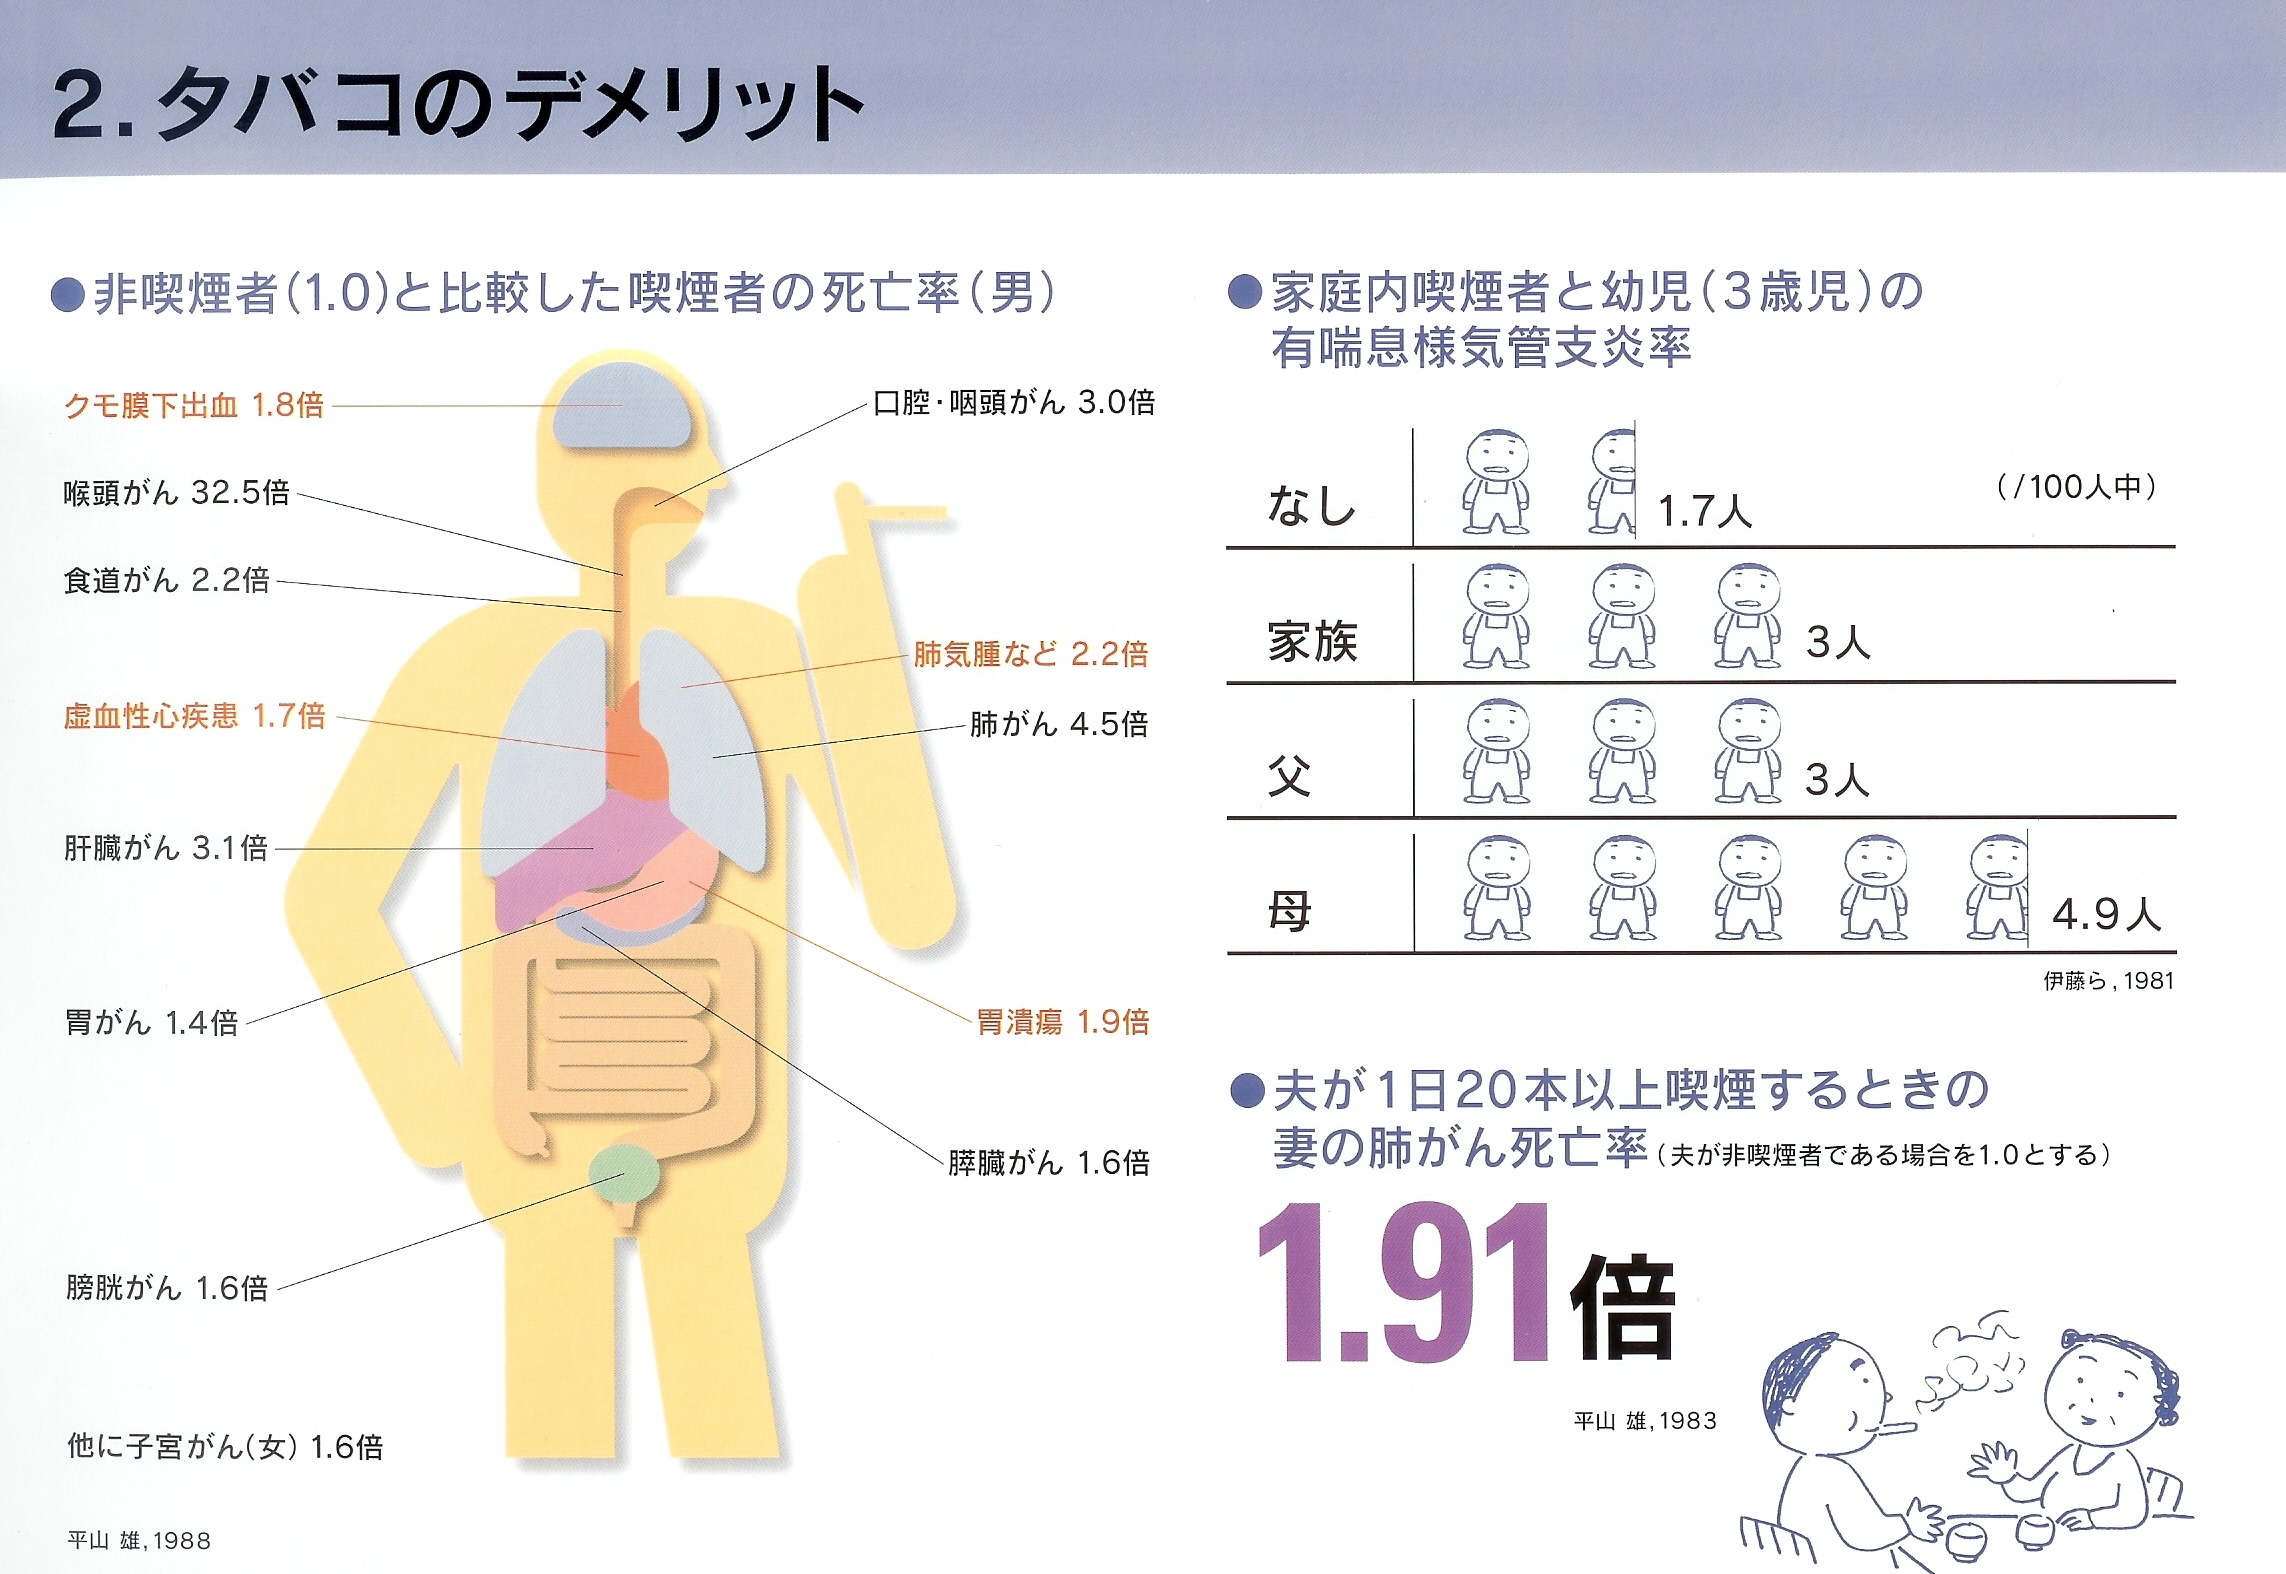 2.タバコのデメリット
●非喫煙者(1.0)と比較した喫煙者の死亡率(男)
クモ膜下出血 1.8倍
口腔・咽頭がん 3.0倍
喉頭がん 32.5倍
食道がん 2.2倍
肺気腫など 2.2倍
虚血性心疾患 1.7倍
肺がん 4.5倍
肝臓がん 3.1倍
胃がん 1.4倍
胃潰瘍 1.9倍
膵臓がん 1.6倍
膀胱がん 1.6倍
他に子宮がん(女) 1.6倍
平山 雄,1988
●家庭内喫煙者と幼児(3歳児)の
有喘息様気管支炎率
(/100人中)
なし 1.7人
家族 3人
父 3人
母 4.9人
伊藤ら,1981
●夫が1日20本以上喫煙するときの
妻の肺がん死亡率(夫が非喫煙者である場合を1.0とする)
1.91倍
平山 雄,1983